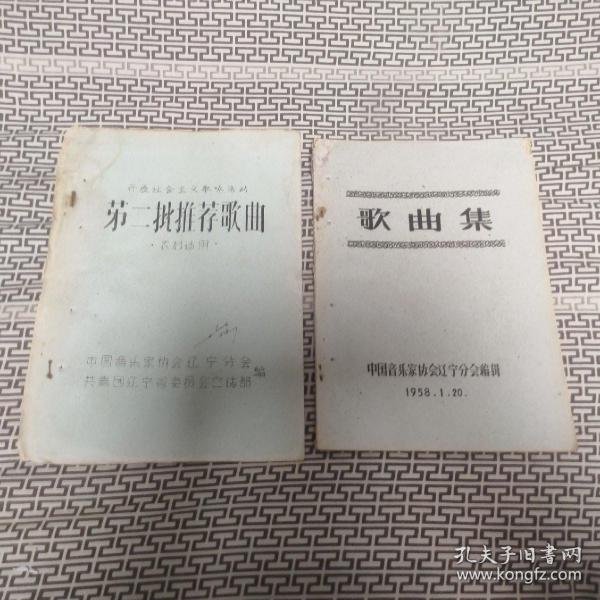 开展社会主义歌咏活动
第二批推荐歌曲
·农村适用·
中国音乐家协会辽宁分会
共青团辽宁省委员会宣传部
编
歌曲集
中国音乐家协会辽宁分会编辑
1958.1.20.
孔夫子旧書网
www.kongfz.com